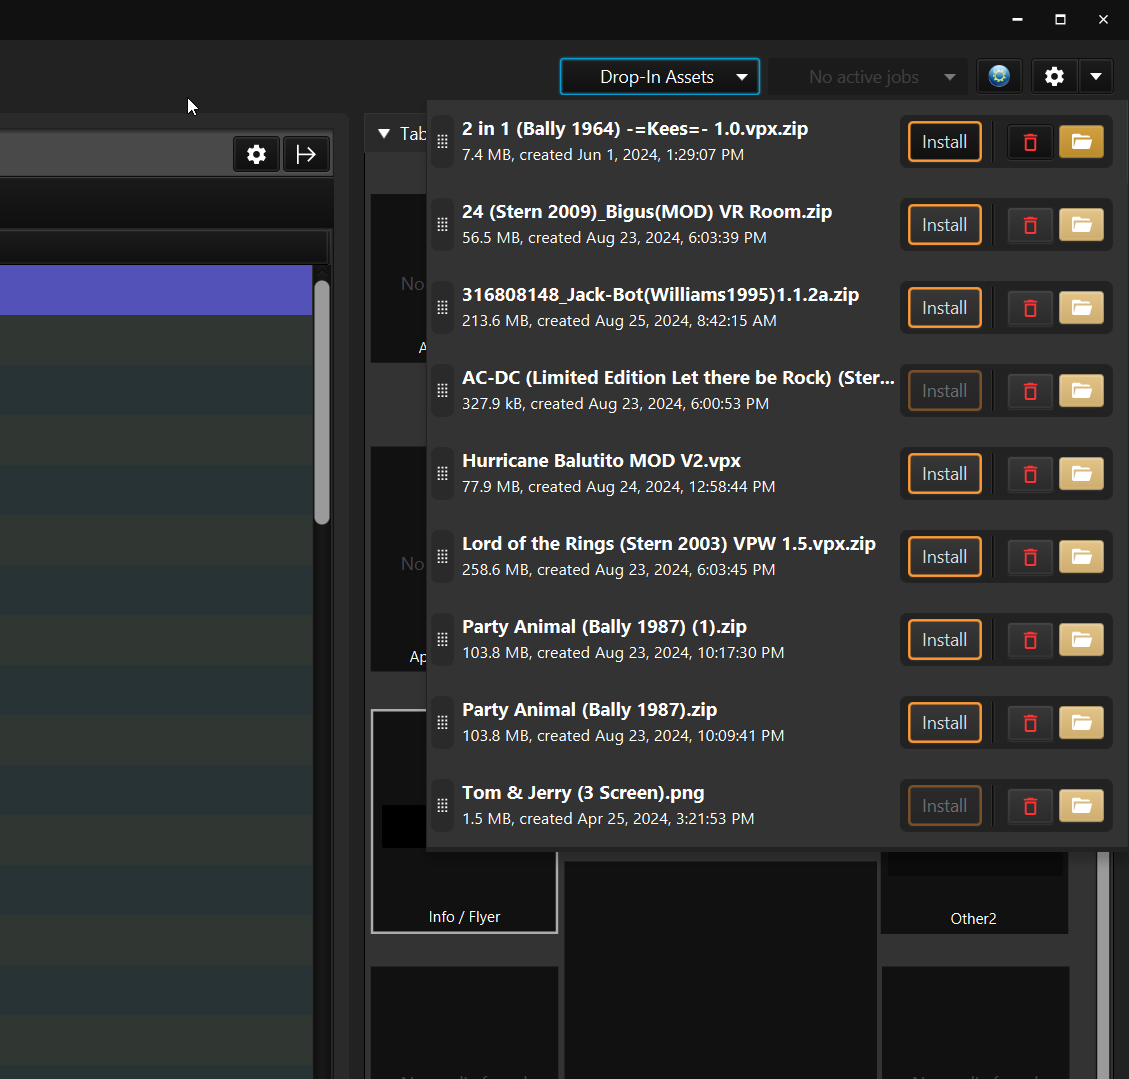 Drop-In Assets
No active jobs
Tab
2 in 1 (Bally 1964) -=Kees=- 1.0.vpx.zip
7.4 MB, created Jun 1, 2024, 1:29:07 PM
Install
24 (Stern 2009)_Bigus(MOD) VR Room.zip
56.5 MB, created Aug 23, 2024, 6:03:39 PM
Install
No
316808148_Jack-Bot(Williams1995)1.1.2a.zip
213.6 MB, created Aug 25, 2024, 8:42:15 AM
Install
A
AC-DC (Limited Edition Let there be Rock) (Ster...
327.9 kB, created Aug 23, 2024, 6:00:53 PM
Install
Hurricane Balutito MOD V2.vpx
77.9 MB, created Aug 24, 2024, 12:58:44 PM
Install
Lord of the Rings (Stern 2003) VPW 1.5.vpx.zip
258.6 MB, created Aug 23, 2024, 6:03:45 PM
Install
No
Party Animal (Bally 1987) (1).zip
103.8 MB, created Aug 23, 2024, 10:17:30 PM
Install
Ap
Party Animal (Bally 1987).zip
103.8 MB, created Aug 23, 2024, 10:09:41 PM
Install
Tom & Jerry (3 Screen).png
1.5 MB, created Apr 25, 2024, 3:21:53 PM
Install
Info / Flyer
Other2